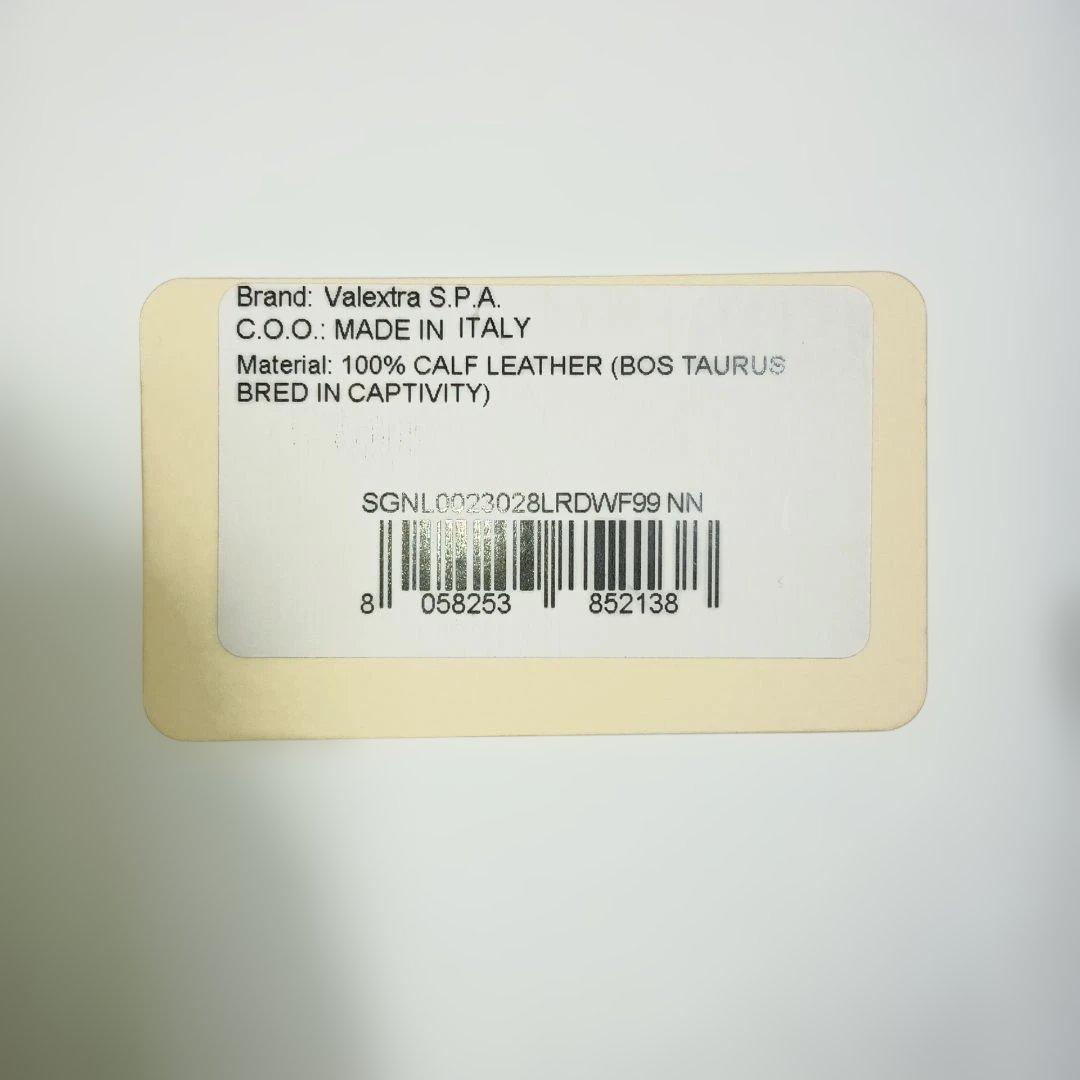 Brand: Valextra S.P.A.
C.O.O.: MADE IN ITALY
Material: 100% CALF LEATHER (BOS TAURUS
BRED IN CAPTIVITY)
SGNL0023028LRDWF99 NN
8 058253 852138